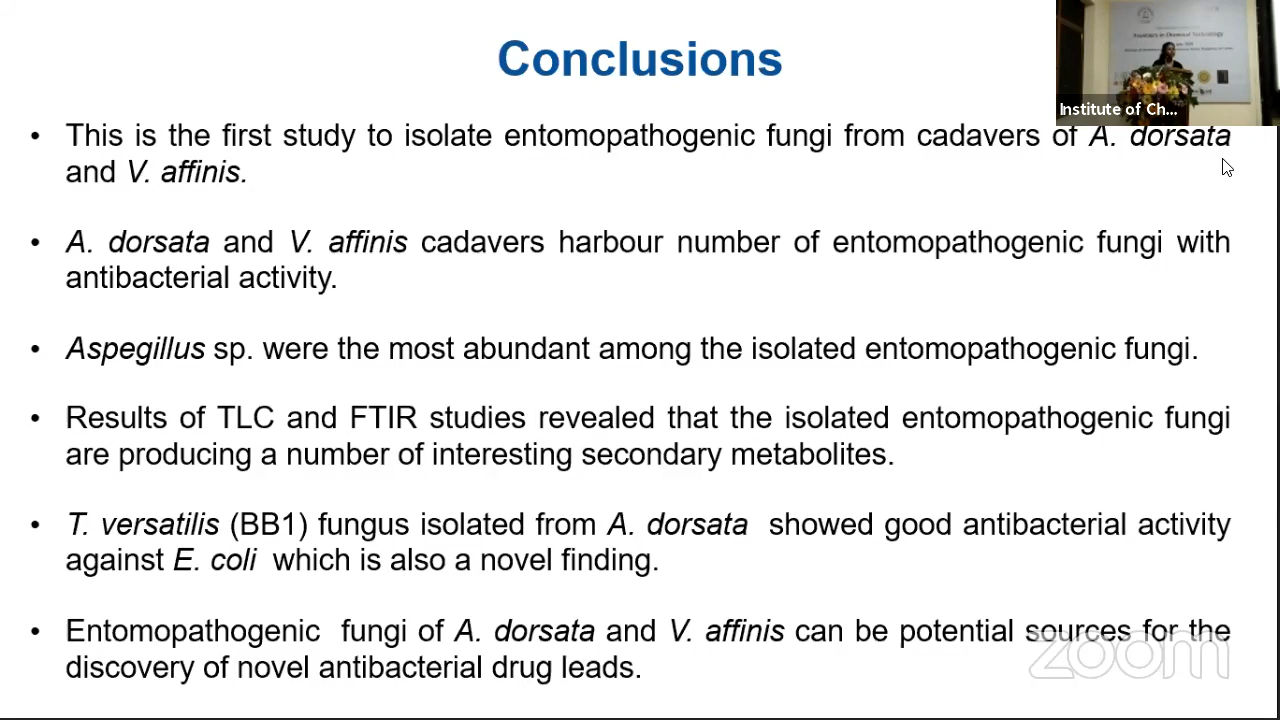 Conclusions
Frontiers in Chemical Technology
Institute of Ch...
• This is the first study to isolate entomopathogenic fungi from cadavers of A. dorsata
and V. affinis.
• A. dorsata and V. affinis cadavers harbour number of entomopathogenic fungi with
antibacterial activity.
• Aspegillus sp. were the most abundant among the isolated entomopathogenic fungi.
• Results of TLC and FTIR studies revealed that the isolated entomopathogenic fungi
are producing a number of interesting secondary metabolites.
• T. versatilis (BB1) fungus isolated from A. dorsata showed good antibacterial activity
against E. coli which is also a novel finding.
• Entomopathogenic fungi of A. dorsata and V. affinis can be potential sources for the
discovery of novel antibacterial drug leads.
zoom